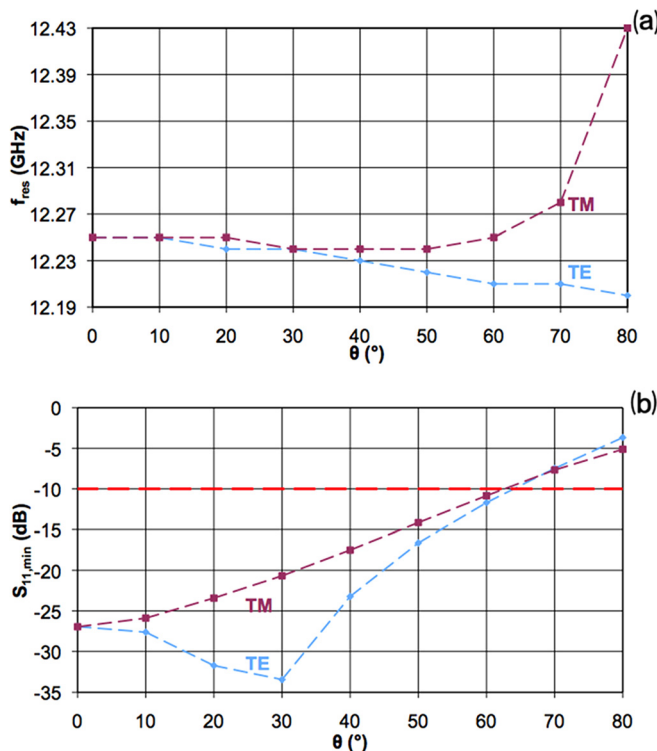 (a)
12.43
12.39
12.35
12.31
12.27
12.23
12.19
f_res (GHz)
TM
TE
0 10 20 30 40 50 60 70 80
θ (°)
(b)
0
-5
-10
-15
-20
-25
-30
-35
S_11,min (dB)
TM
TE
0 10 20 30 40 50 60 70 80
θ (°)